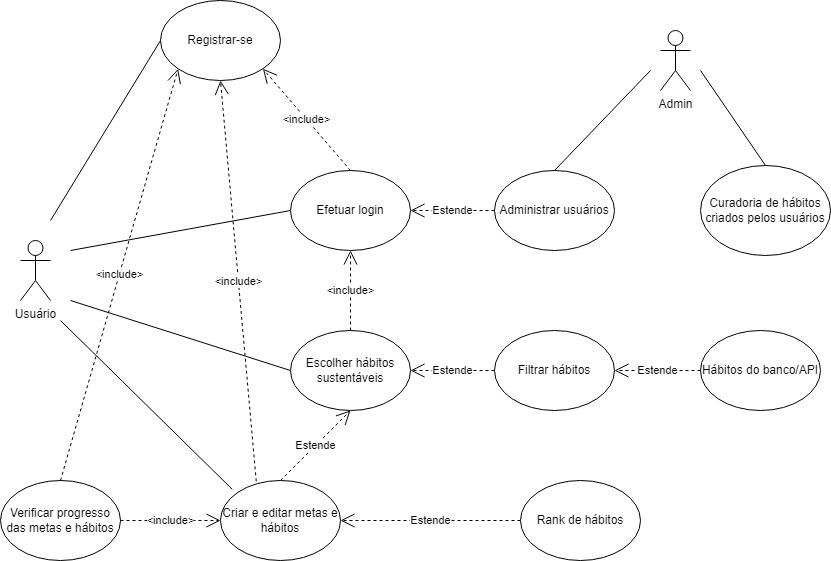 Registrar-se
Admin
<include>
Efetuar login
Estende
Administrar usuários
Curadoria de hábitos
criados pelos usuários
<include>
<include>
<include>
Usuário
Escolher hábitos
sustentáveis
Estende
Filtrar hábitos
Estende
Hábitos do banco/API
Estende
Verificar progresso
das metas e hábitos
<include>
Criar e editar metas e
hábitos
Estende
Rank de hábitos